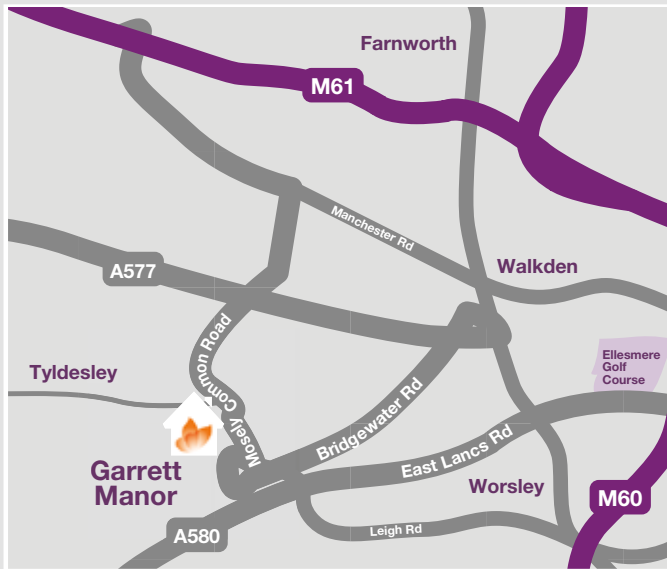 Farnworth
M61
Manchester Rd
Walkden
A577
Ellesmere
Golf
Course
Mosely Common Road
Tyldesley
Bridgewater Rd
East Lancs Rd
Garrett
Manor
Worsley
M60
A580
Leigh Rd